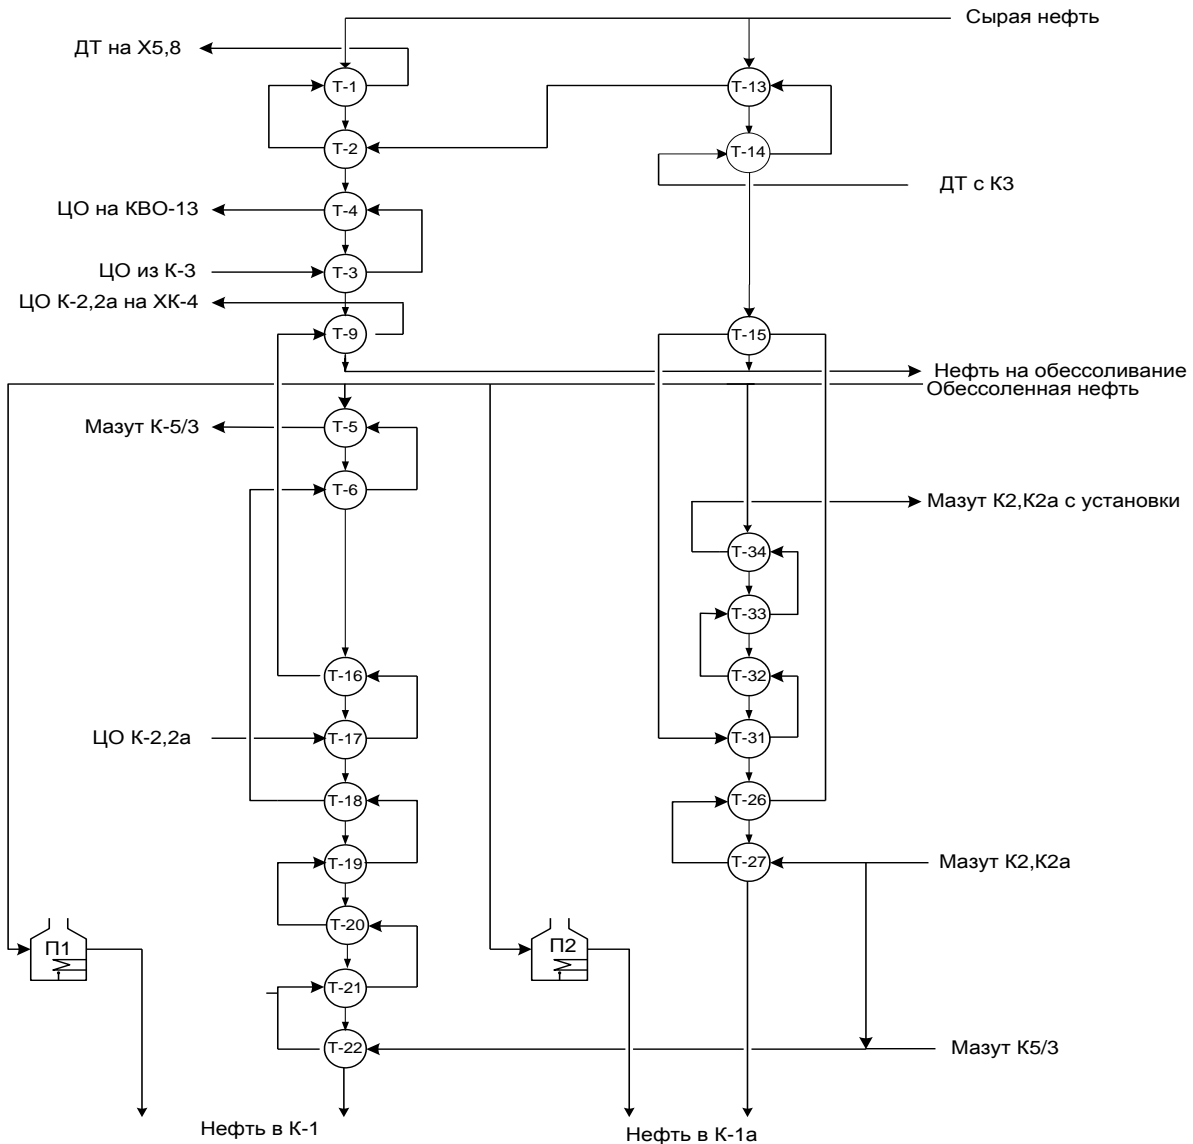 Сырая нефть
ДТ на Х5,8
Т-1
Т-13
Т-2
Т-14
ДТ с К3
ЦО на КВО-13
Т-4
ЦО из К-3
Т-3
ЦО К-2,2а на ХК-4
Т-9
Т-15
Нефть на обессоливание
Обессоленная нефть
Мазут К-5/3
Т-5
Т-6
Мазут К2,К2а с установки
Т-34
Т-33
Т-16
Т-32
ЦО К-2,2а
Т-17
Т-31
Т-18
Т-26
Т-19
Т-27
Мазут К2,К2а
Т-20
П1
П2
Т-21
Т-22
Мазут К5/3
Нефть в К-1
Нефть в К-1а